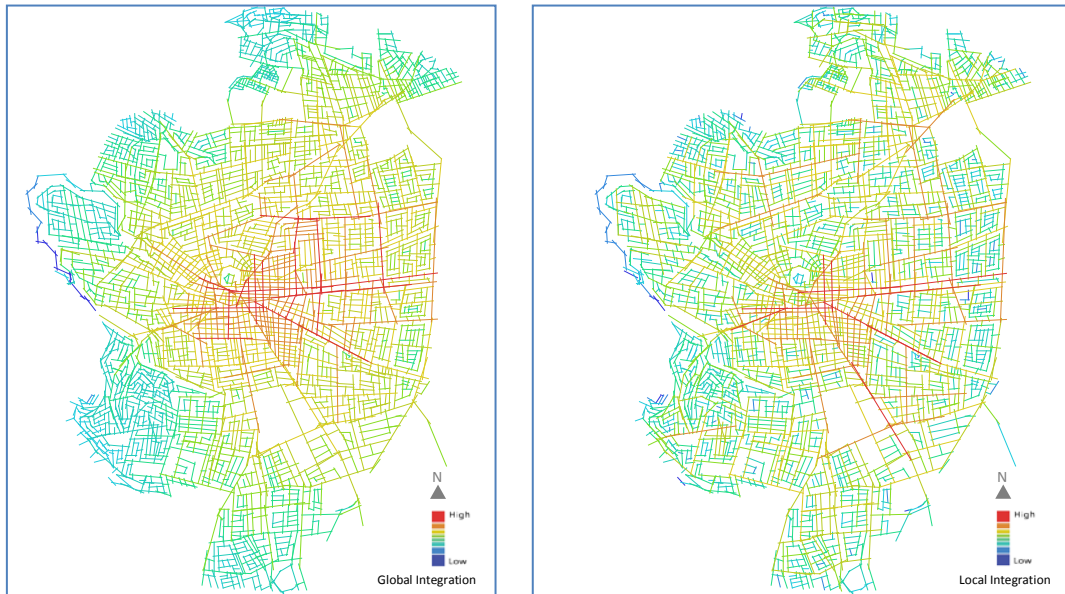 N
High
Low
Global Integration
N
High
Low
Local Integration